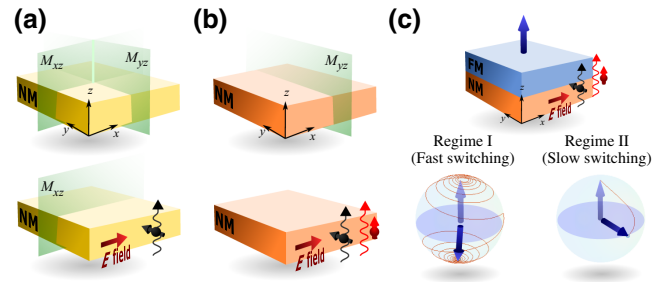 (a)
(b)
(c)
M_xz
M_yz
NM
z
y
x
M_yz
NM
z
y
x
FM
NM
z
y
x
E field
M_xz
NM
E field
NM
E field
Regime I
(Fast switching)
Regime II
(Slow switching)